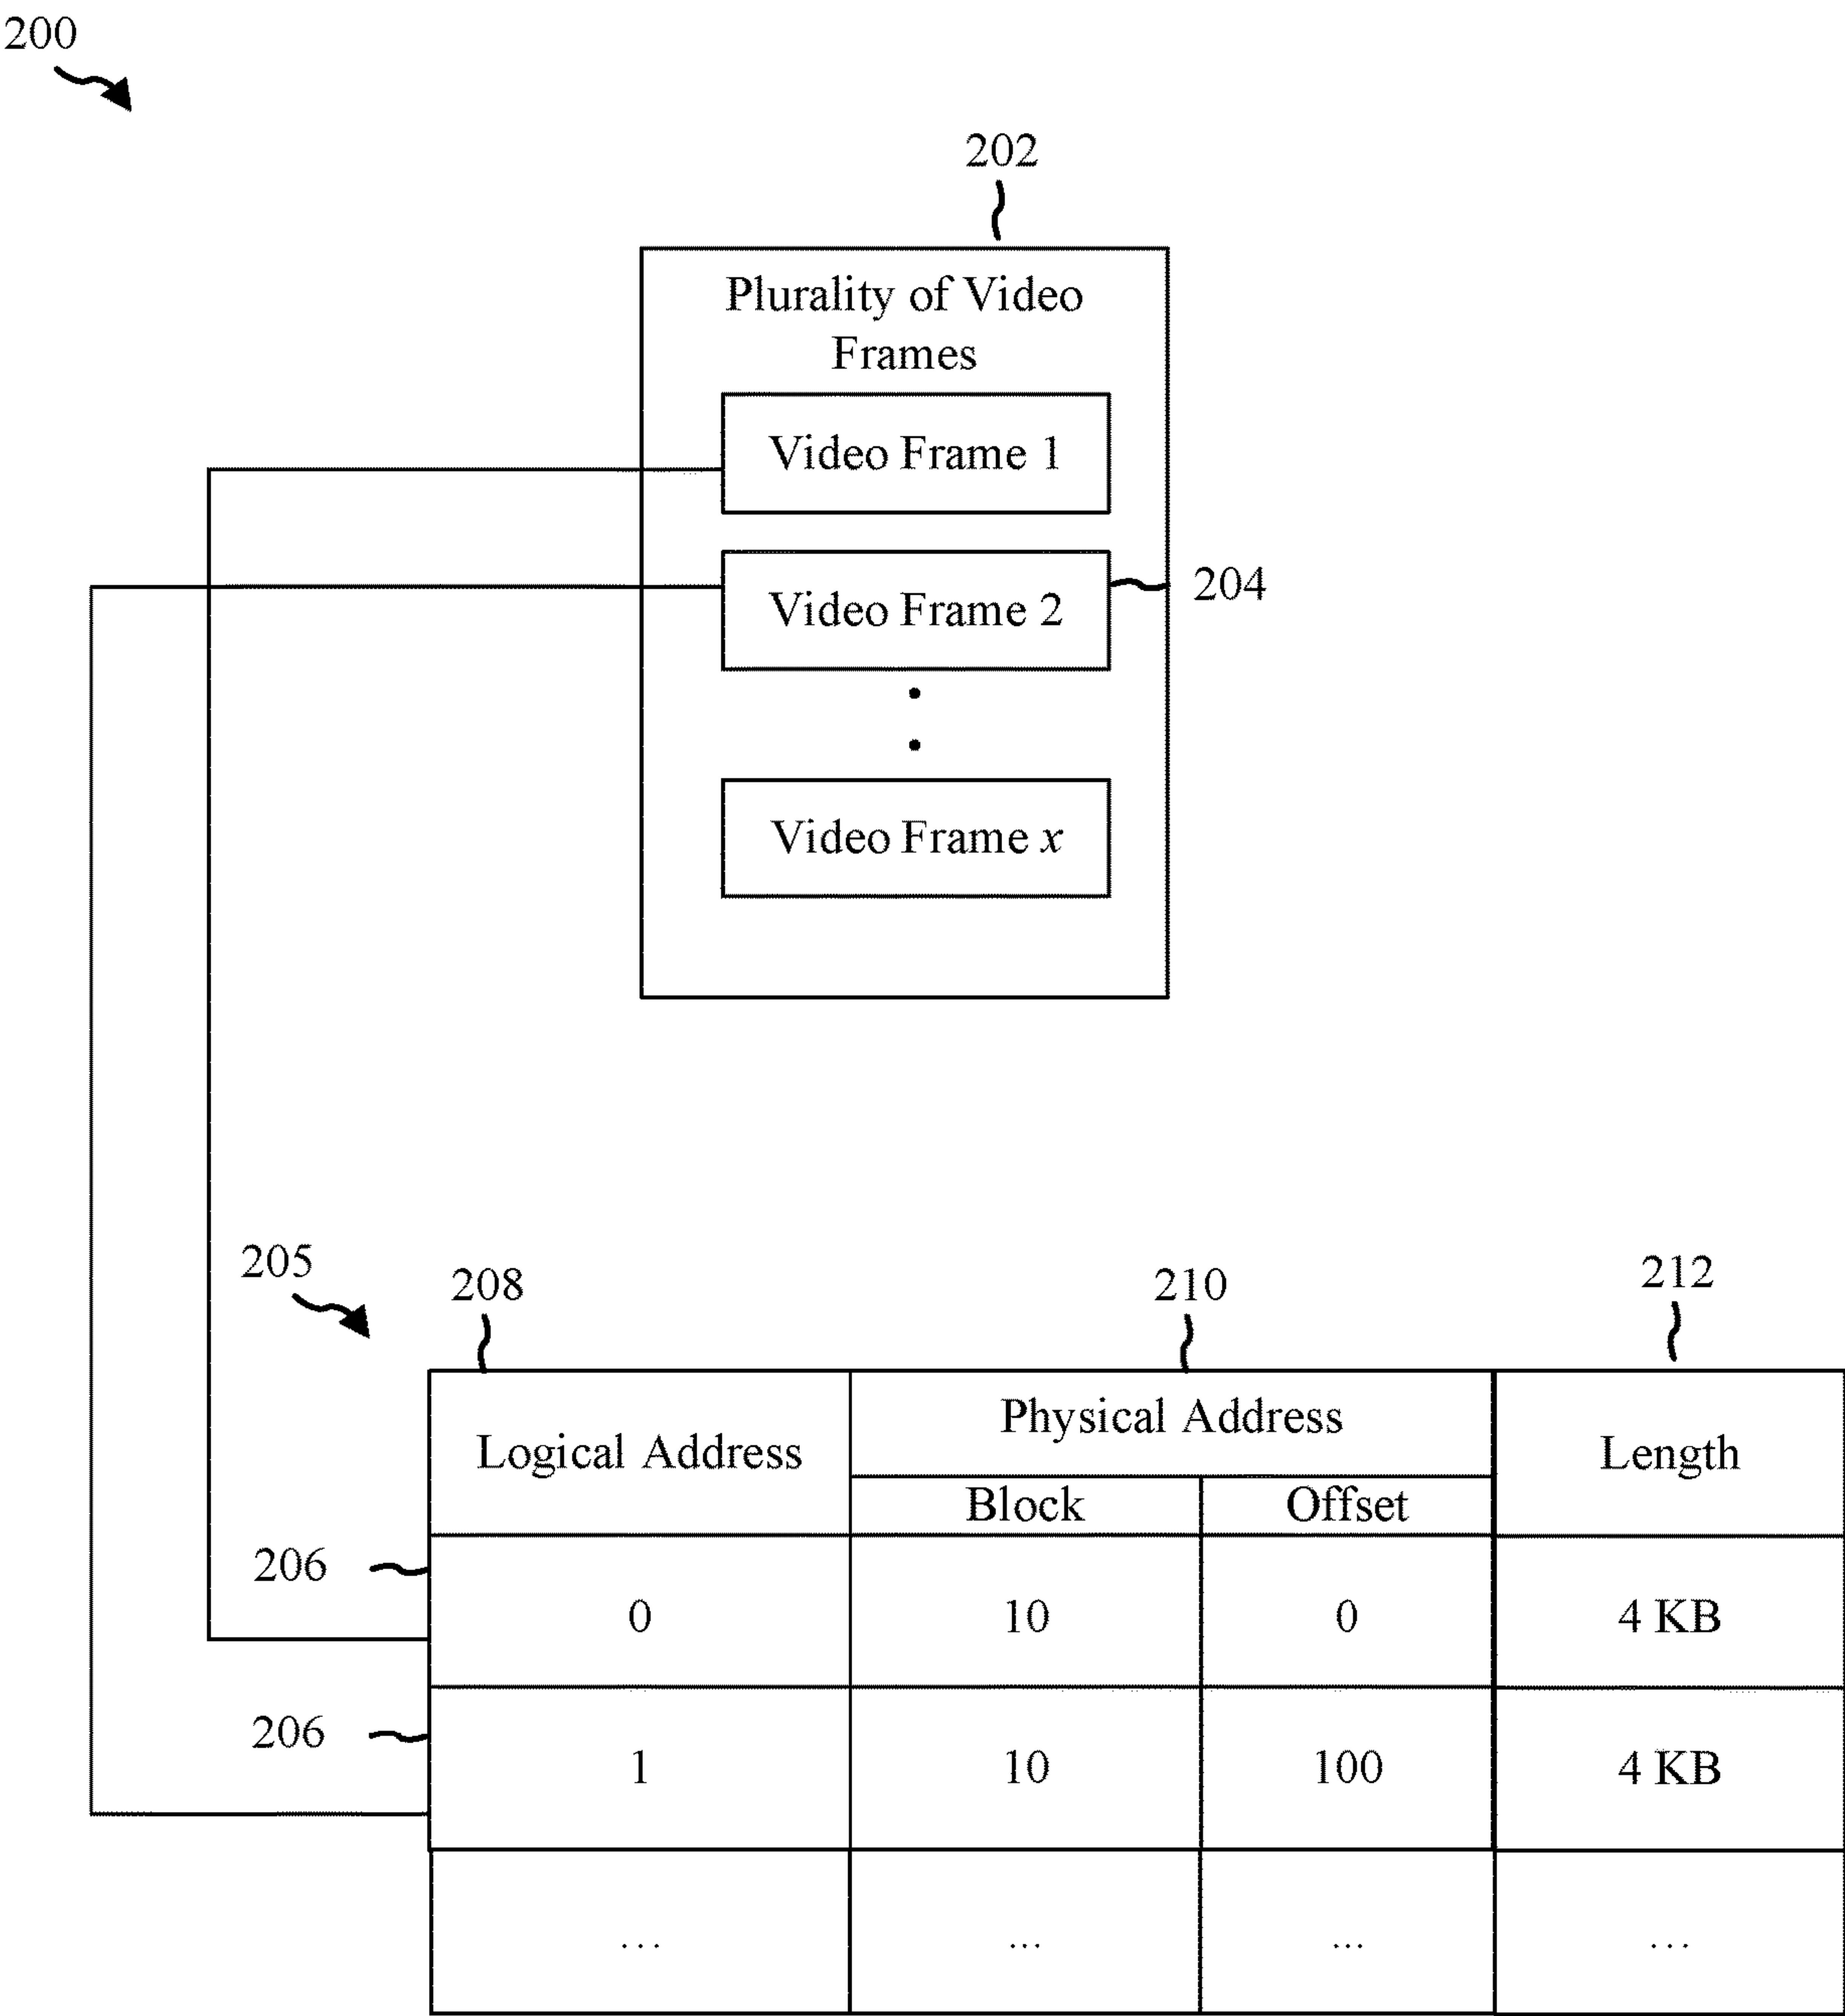 200
202
Plurality of Video
Frames
Video Frame 1
Video Frame 2
204
Video Frame x
205
208
210
212
Logical Address
Physical Address
Length
Block
Offset
206
0
10
0
4 KB
206
1
10
100
4 KB
... ... ... ...